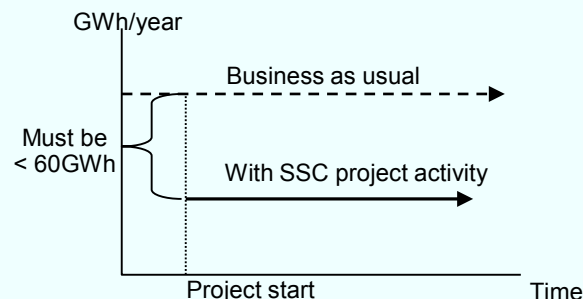 GWh/year
Business as usual
Must be
< 60GWh
With SSC project activity
Project start
Time